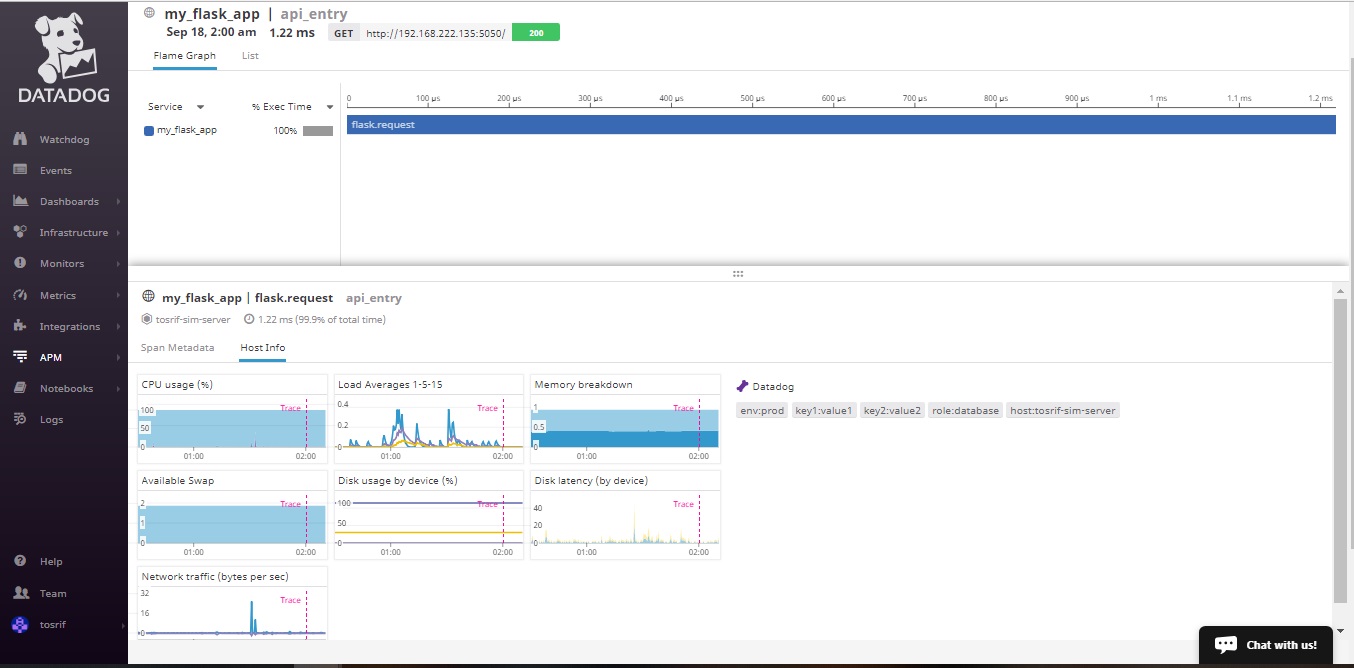 DATADOG
Watchdog
Events
Dashboards
Infrastructure
Monitors
Metrics
Integrations
APM
Notebooks
Logs
Help
Team
tosrif
my_flask_app | api_entry
Sep 18, 2:00 am 1.22 ms GET http://192.168.222.135:5050/ 200
Flame Graph List
Service % Exec Time
0 100 µs 200 µs 300 µs 400 µs 500 µs 600 µs 700 µs 800 µs 900 µs 1 ms 1.1 ms 1.2 ms
my_flask_app 100% flask.request
my_flask_app | flask.request api_entry
tosrif-sim-server 1.22 ms (99.9% of total time)
Span Metadata Host Info
CPU usage (%)
Trace
100
50
0
01:00 02:00
Load Averages 1-5-15
Trace
0.4
0.2
0
01:00 02:00
Memory breakdown
Trace
1
0.5
0
01:00 02:00
Datadog
env:prod key1:value1 key2:value2 role:database host:tosrif-sim-server
Available Swap
Trace
2
1
0
01:00 02:00
Disk usage by device (%)
Trace
100
50
0
01:00 02:00
Disk latency (by device)
Trace
40
20
0
01:00 02:00
Network traffic (bytes per sec)
Trace
32
16
0
Chat with us!